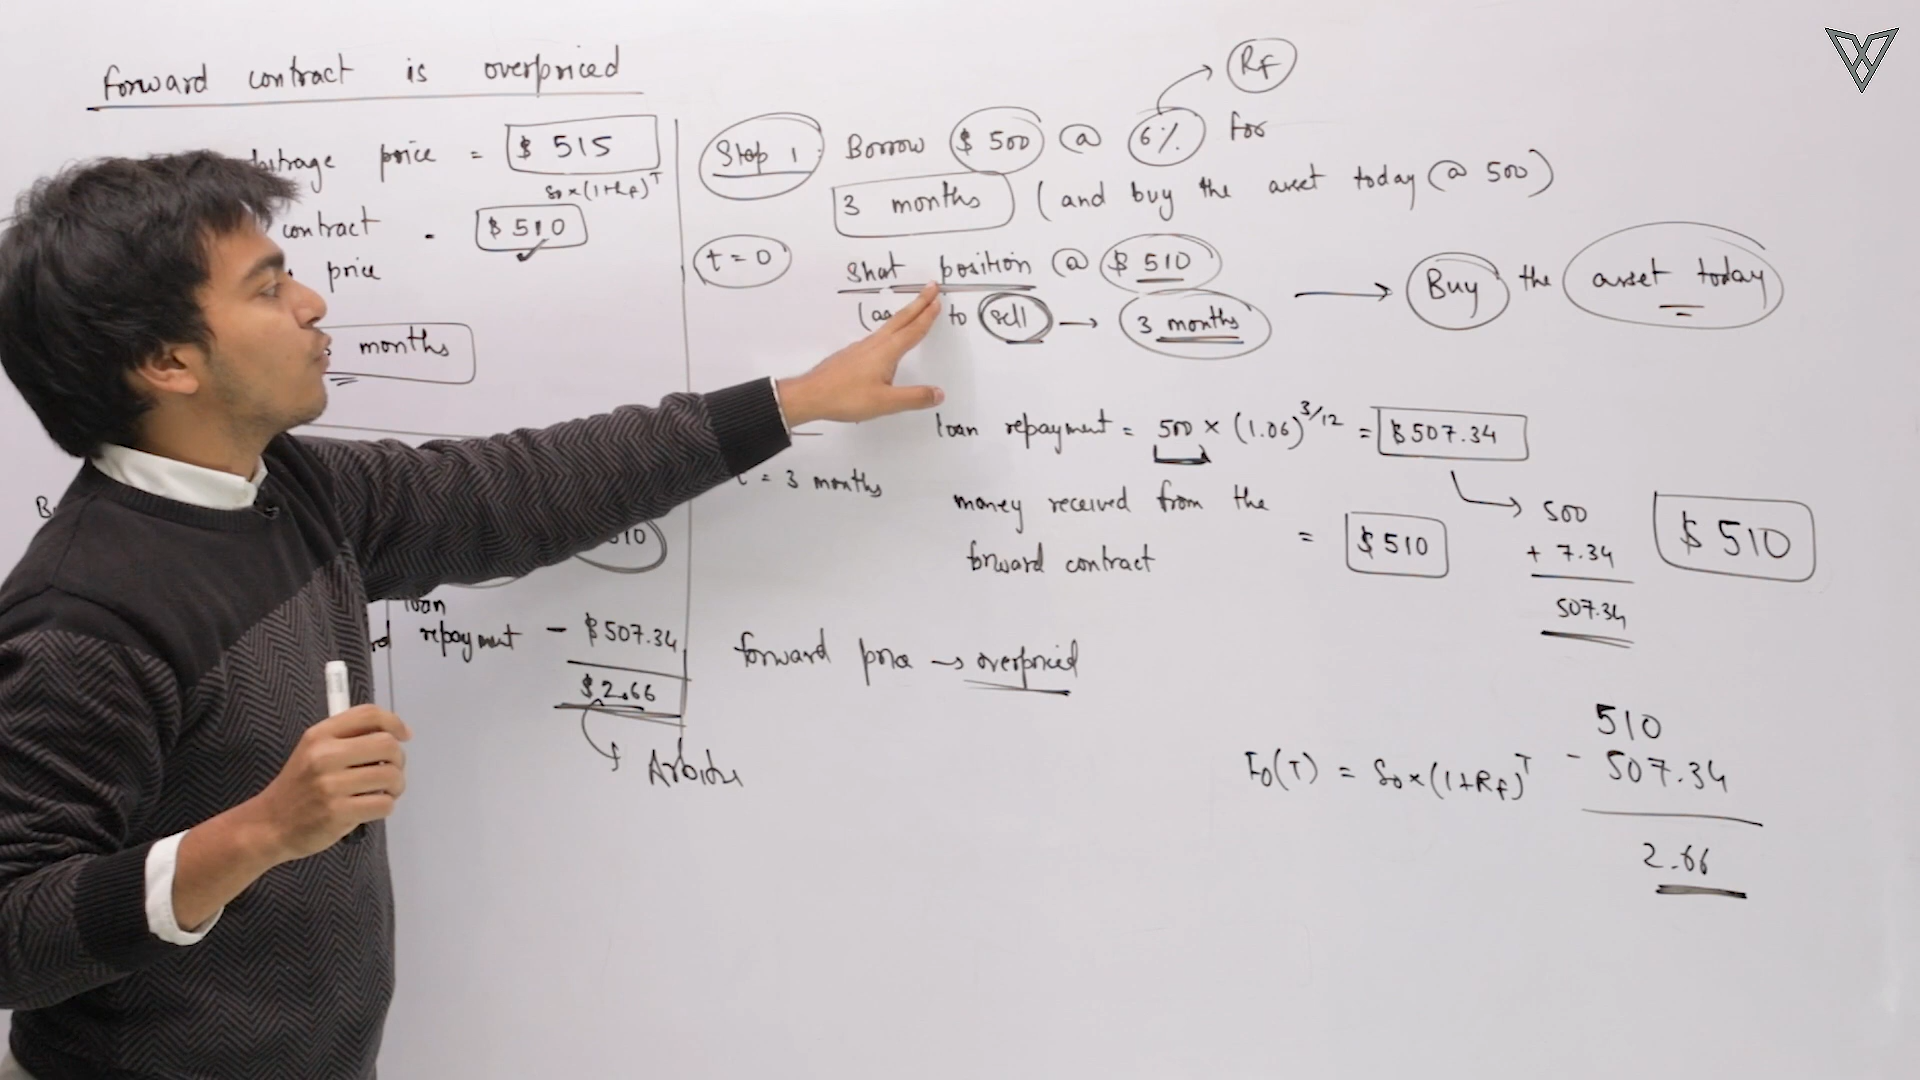 Forward contract is overpriced
price = $ 515
S0×(1+Rf)^T
contract = $ 510
price
months
Step 1 : Borrow $ 500 @ 6% for
Rf
3 months (and buy the asset today @ 500)
t = 0
Short position @ $ 510 → Buy the asset today
to sell → 3 months
loan repayment = 500 × (1.06)^3/12 = $507.34
= 3 months
money received from the
forward contract = $ 510
500
+ 7.34
507.34
$ 510
loan
repayment - $507.34
$2.66
forward price → overpriced
F0(T) = S0×(1+Rf)^T
510
- 507.34
2.66